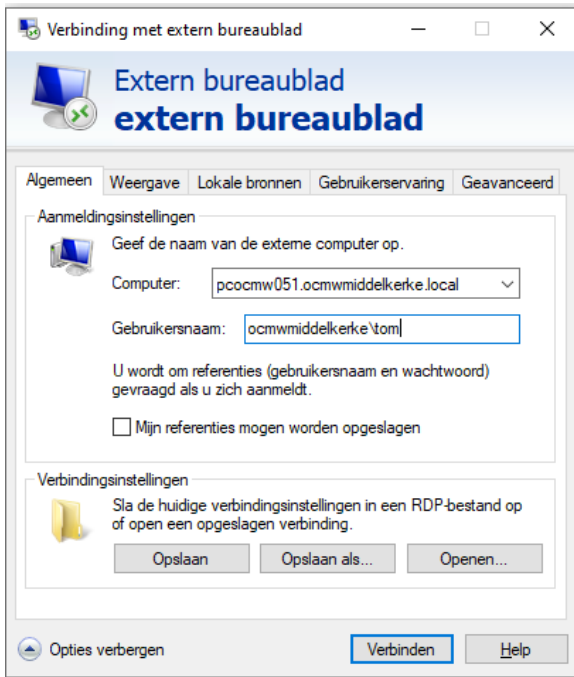 Verbinding met extern bureaublad
Extern bureaublad
extern bureaublad
Algemeen Weergave Lokale bronnen Gebruikerservaring Geavanceerd
Aanmeldingsinstellingen
Geef de naam van de externe computer op.
Computer: pcocmw051.ocmwmiddelkerke.local
Gebruikersnaam: ocmwmiddelkerke\tom
U wordt om referenties (gebruikersnaam en wachtwoord)
gevraagd als u zich aanmeldt.
Mijn referenties mogen worden opgeslagen
Verbindingsinstellingen
Sla de huidige verbindingsinstellingen in een RDP-bestand op
of open een opgeslagen verbinding.
Opslaan Opslaan als... Openen...
Opties verbergen Verbinden Help